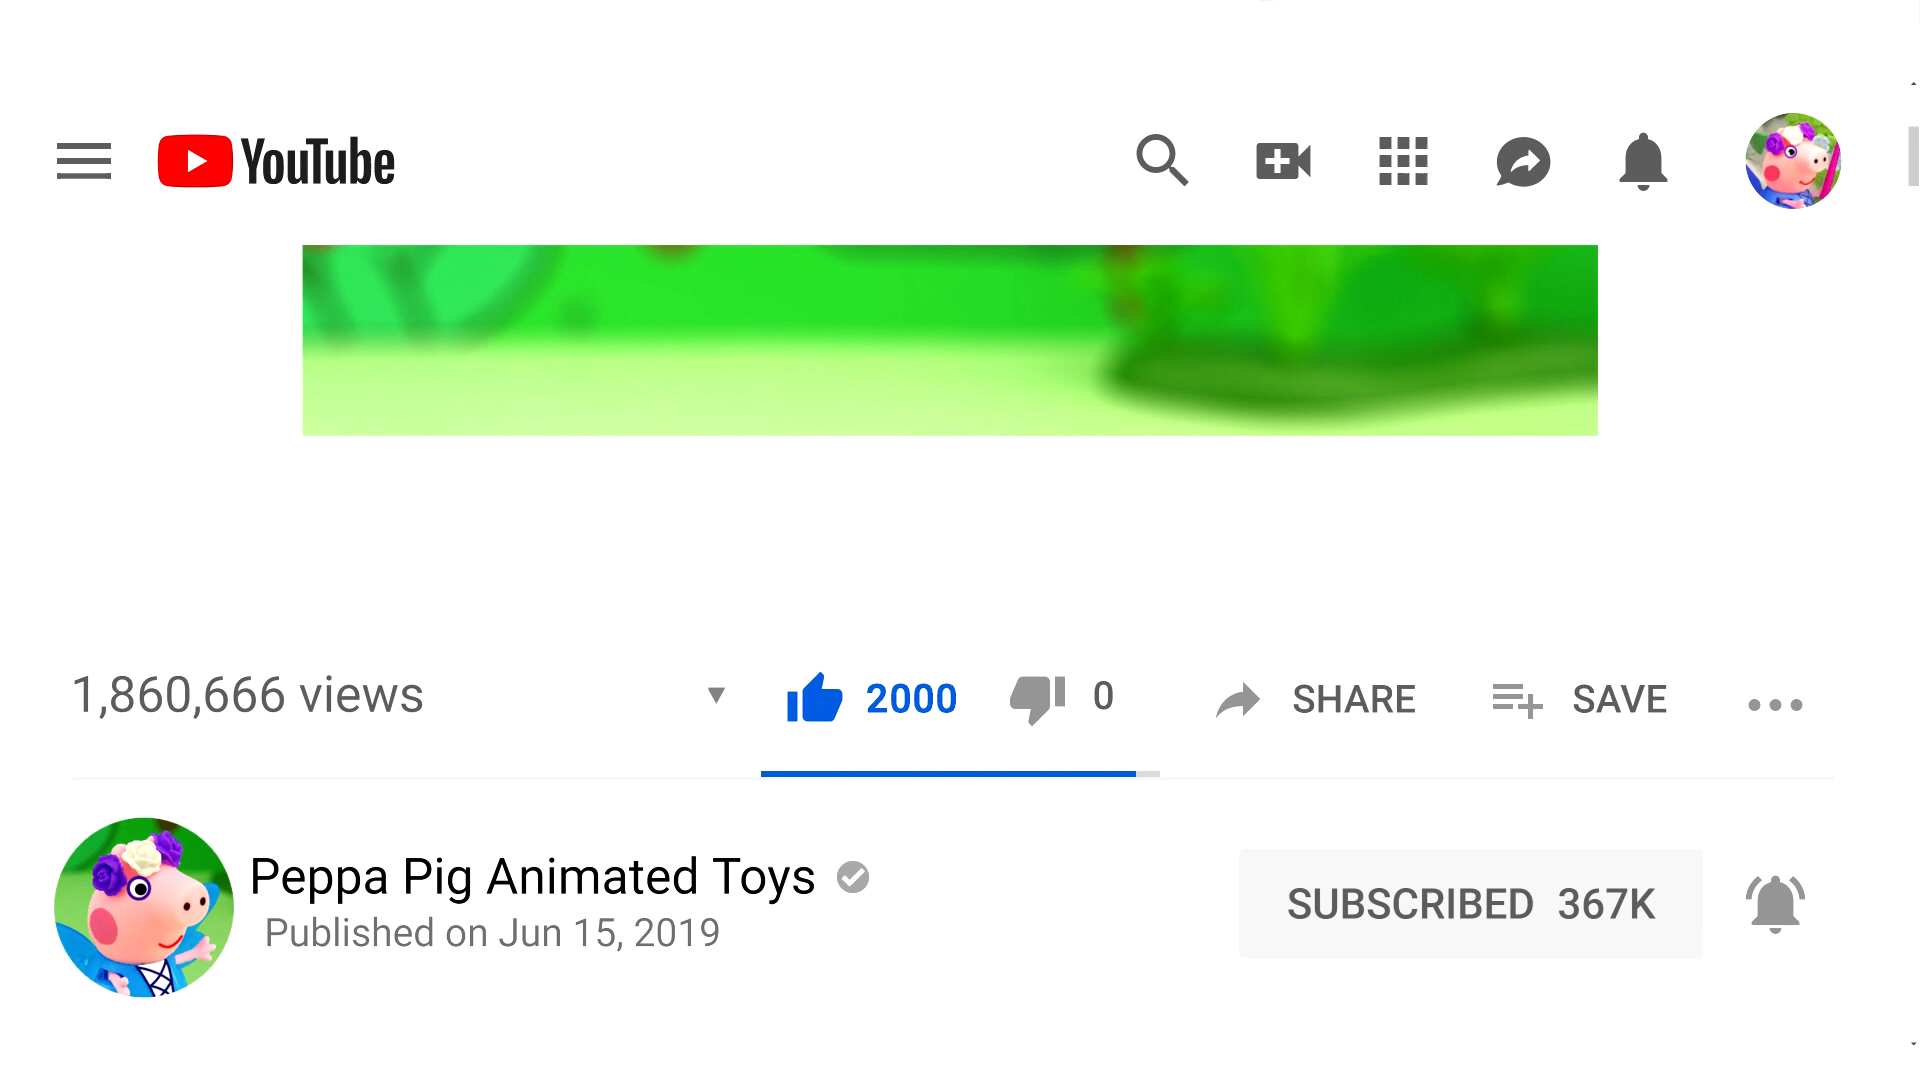 YouTube
1,860,666 views 2000 0 SHARE SAVE
Peppa Pig Animated Toys
Published on Jun 15, 2019
SUBSCRIBED 367K